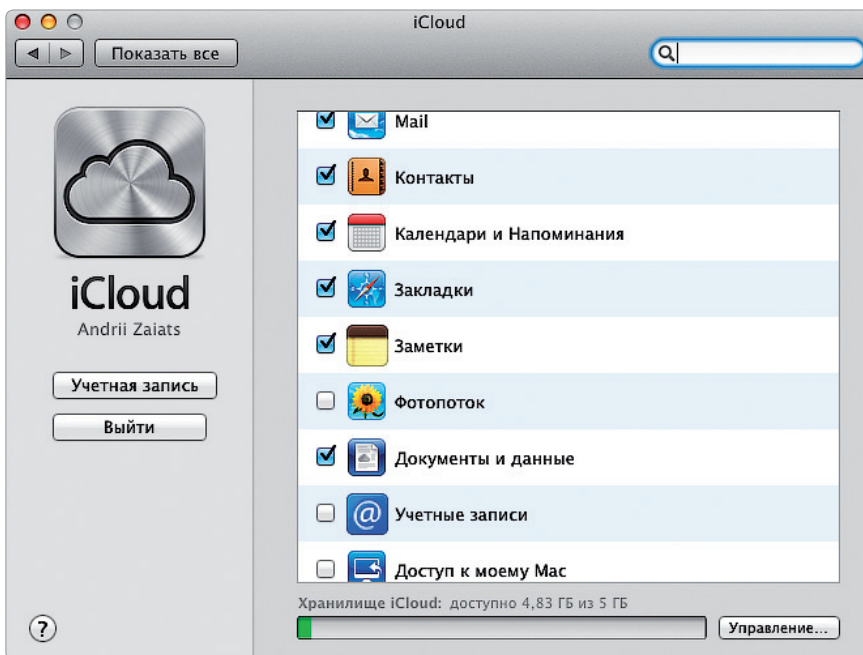 iCloud
Показать все
Mail
Контакты
Календари и Напоминания
Закладки
Заметки
Фотопоток
Документы и данные
@
Учетные записи
Доступ к моему Mac
iCloud
Andrii Zaiats
Учетная запись
Выйти
Хранилище iCloud: доступно 4,83 ГБ из 5 ГБ
?
Управление...